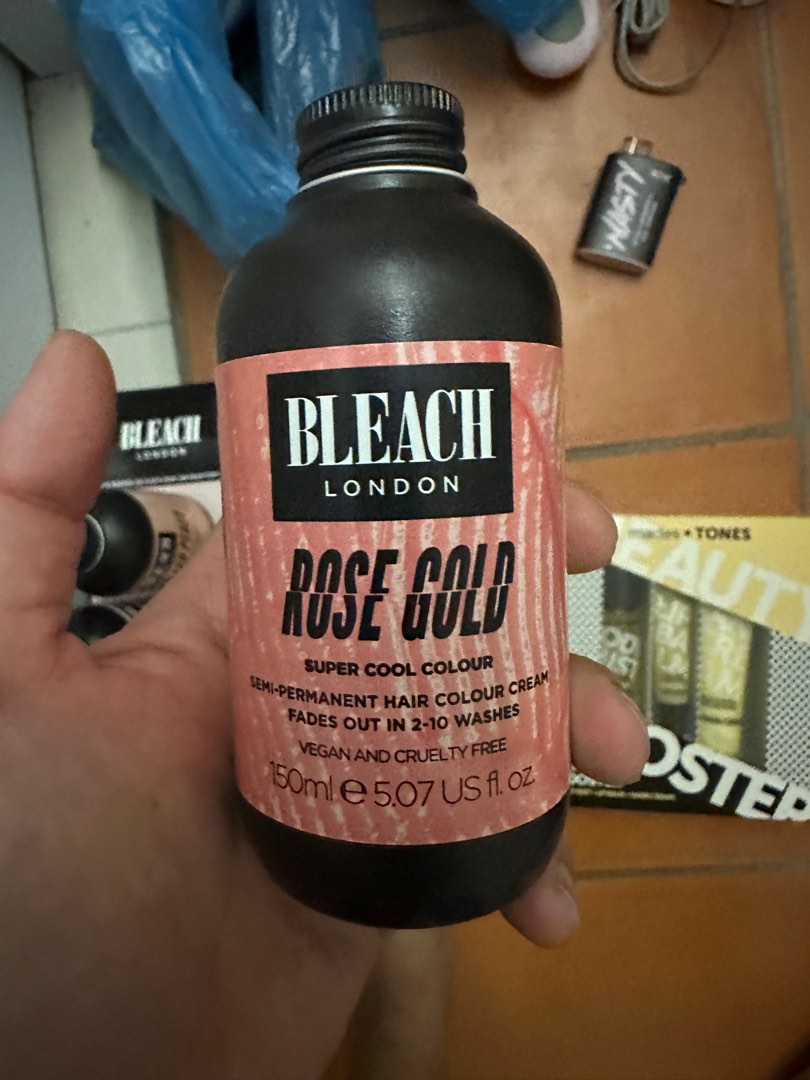 BLEACH
LONDON
ROSE GOLD
SUPER COOL COLOUR
SEMI-PERMANENT HAIR COLOUR CREAM
FADES OUT IN 2-10 WASHES
VEGAN AND CRUELTY FREE
150ml e 5.07 US fl. oz.
NASTY
BLEACH
LONDON
• TONES
EAUT
OSTER